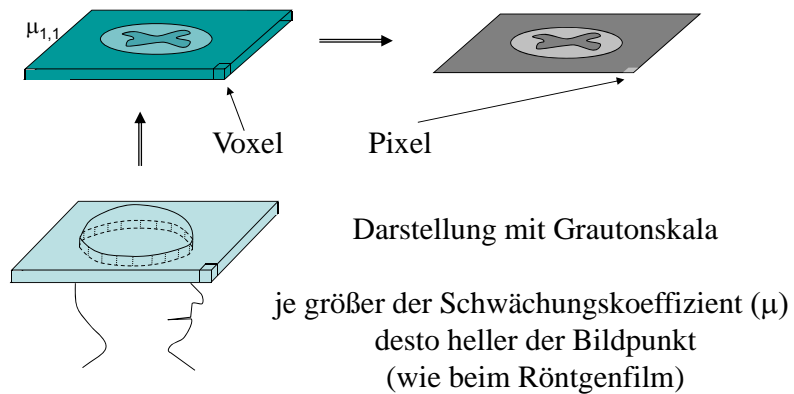 μ1,1
Voxel
Pixel
Darstellung mit Grautonskala
je größer der Schwächungskoeffizient (μ)
desto heller der Bildpunkt
(wie beim Röntgenfilm)